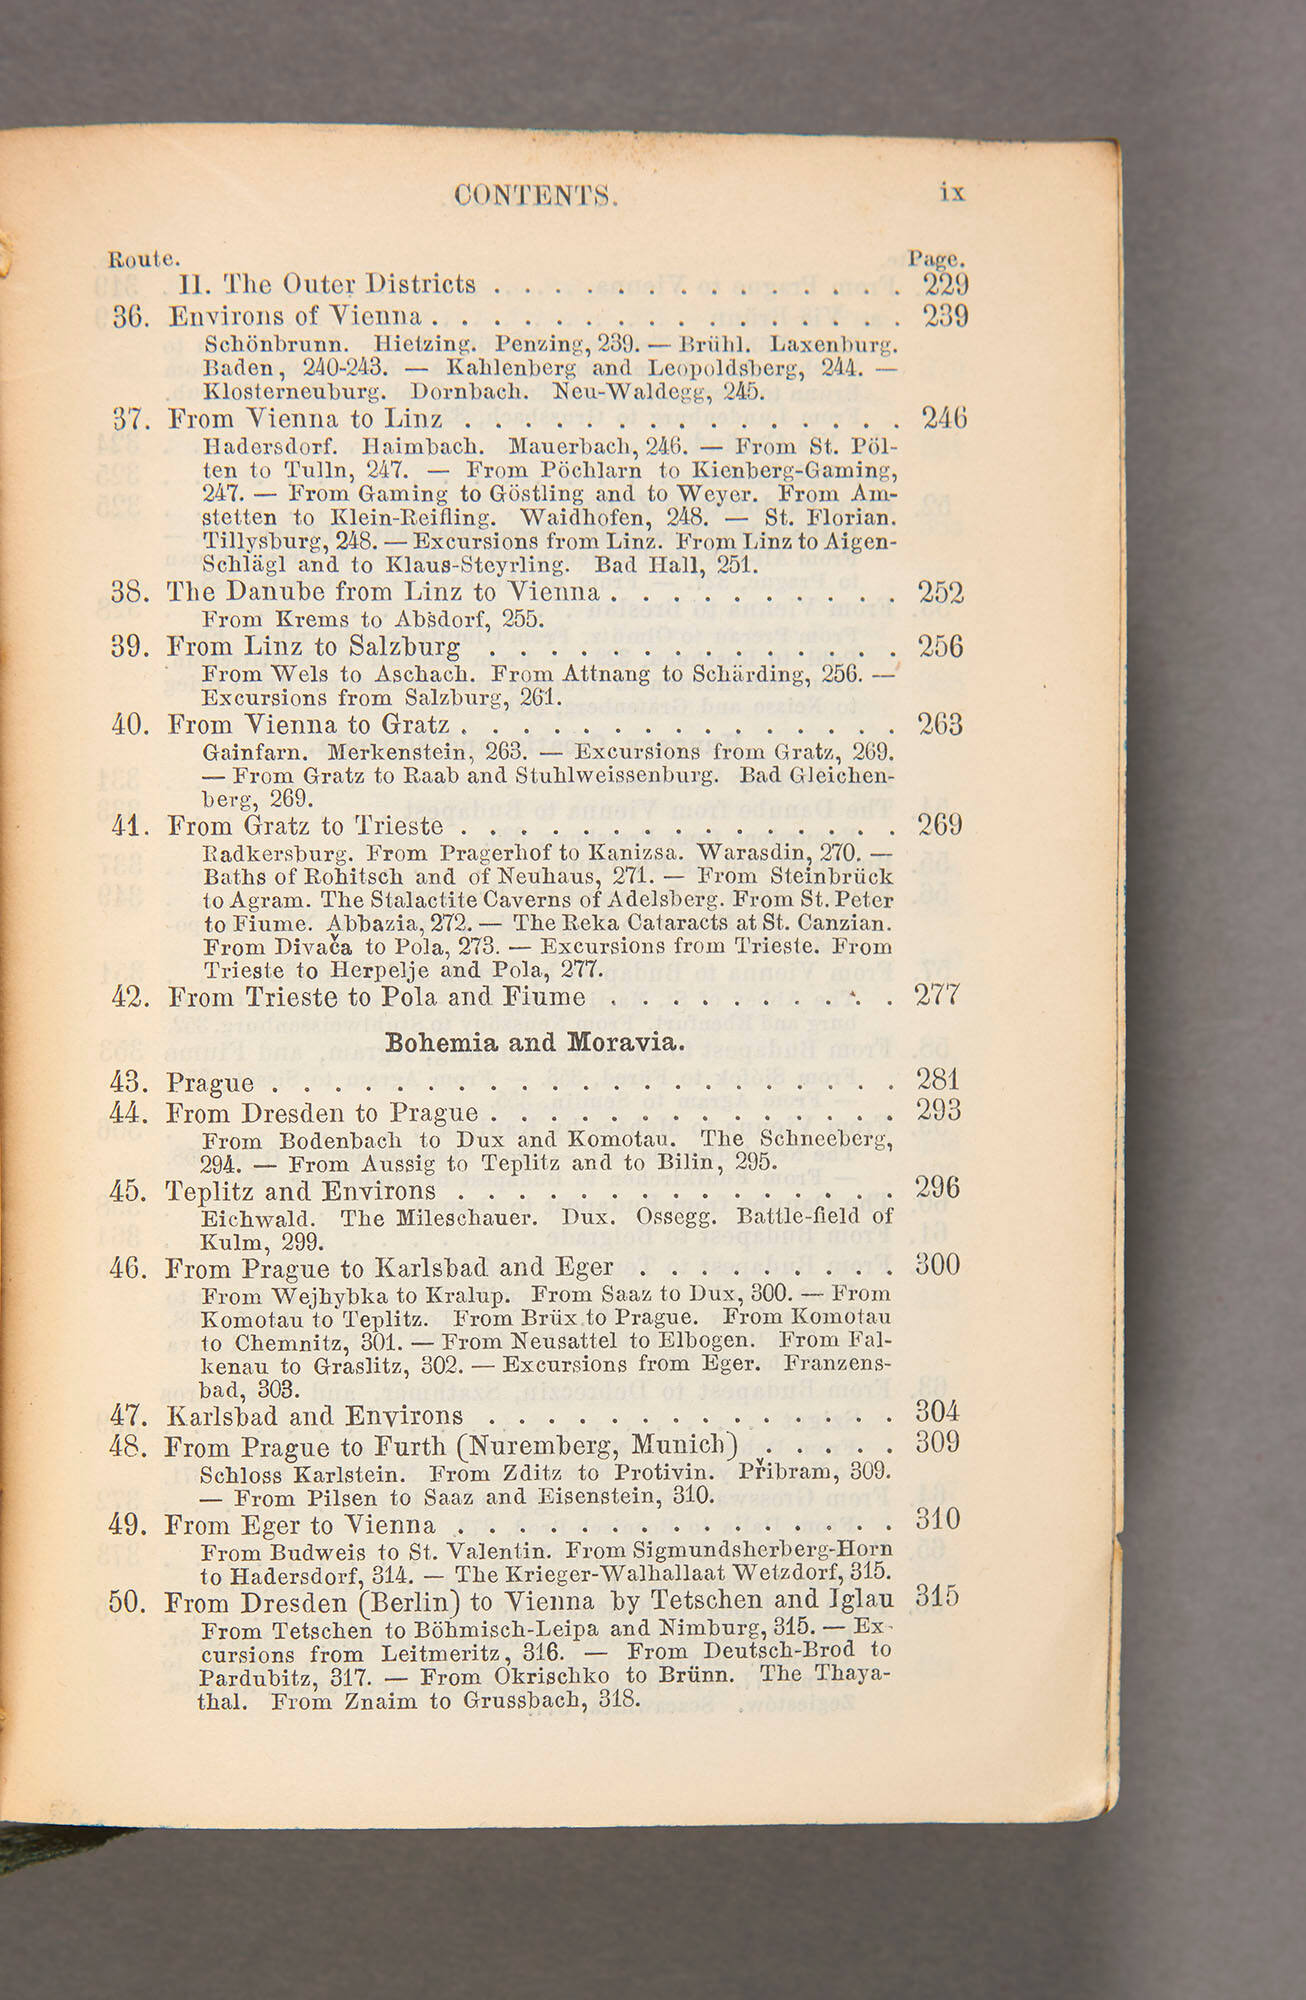 CONTENTS. ix
Route. Page.
II. The Outer Districts . . . . . . . . . . . . . . 229
36. Environs of Vienna . . . . . . . . . . . . . . . . 239
Schönbrunn. Hietzing. Penzing, 239. — Brühl. Laxenburg.
Baden, 240-243. — Kahlenberg and Leopoldsberg, 244. —
Klosterneuburg. Dornbach. Neu-Waldegg, 245.
37. From Vienna to Linz . . . . . . . . . . . . . . . 246
Hadersdorf. Haimbach. Mauerbach, 246. — From St. Pöl-
ten to Tulln, 247. — From Pöchlarn to Kienberg-Gaming,
247. — From Gaming to Göstling and to Weyer. From Am-
stetten to Klein-Reifling. Waidhofen, 248. — St. Florian.
Tillysburg, 248. — Excursions from Linz. From Linz to Aigen-
Schlägl and to Klaus-Steyrling. Bad Hall, 251.
38. The Danube from Linz to Vienna . . . . . . . . . . 252
From Krems to Absdorf, 255.
39. From Linz to Salzburg . . . . . . . . . . . . . . 256
From Wels to Aschach. From Attnang to Schärding, 256. —
Excursions from Salzburg, 261.
40. From Vienna to Gratz . . . . . . . . . . . . . . . 263
Gainfarn. Merkenstein, 263. — Excursions from Gratz, 269.
— From Gratz to Raab and Stuhlweissenburg. Bad Gleichen-
berg, 269.
41. From Gratz to Trieste . . . . . . . . . . . . . . . 269
Radkersburg. From Pragerhof to Kanizsa. Warasdin, 270. —
Baths of Rohitsch and of Neuhaus, 271. — From Steinbrück
to Agram. The Stalactite Caverns of Adelsberg. From St. Peter
to Fiume. Abbazia, 272. — The Reka Cataracts at St. Canzian.
From Divača to Pola, 273. — Excursions from Trieste. From
Trieste to Herpelje and Pola, 277.
42. From Trieste to Pola and Fiume . . . . . . . . . . 277
Bohemia and Moravia.
43. Prague . . . . . . . . . . . . . . . . . . . . . 281
44. From Dresden to Prague . . . . . . . . . . . . . . 293
From Bodenbach to Dux and Komotau. The Schneeberg,
294. — From Aussig to Teplitz and to Bilin, 295.
45. Teplitz and Environs . . . . . . . . . . . . . . . 296
Eichwald. The Mileschauer. Dux. Ossegg. Battle-field of
Kulm, 299.
46. From Prague to Karlsbad and Eger . . . . . . . . . 300
From Wejhybka to Kralup. From Saaz to Dux, 300. — From
Komotau to Teplitz. From Brüx to Prague. From Komotau
to Chemnitz, 301. — From Neusattel to Elbogen. From Fal-
kenau to Graslitz, 302. — Excursions from Eger. Franzens-
bad, 303.
47. Karlsbad and Environs . . . . . . . . . . . . . . 304
48. From Prague to Furth (Nuremberg, Munich) . . . . . 309
Schloss Karlstein. From Zditz to Protivin. Přibram, 309.
— From Pilsen to Saaz and Eisenstein, 310.
49. From Eger to Vienna . . . . . . . . . . . . . . . 310
From Budweis to St. Valentin. From Sigmundsherberg-Horn
to Hadersdorf, 314. — The Krieger-Walhalla at Wetzdorf, 315.
50. From Dresden (Berlin) to Vienna by Tetschen and Iglau 315
From Tetschen to Böhmisch-Leipa and Nimburg, 315. — Ex-
cursions from Leitmeritz, 316. — From Deutsch-Brod to
Pardubitz, 317. — From Okrischko to Brünn. The Thaya-
thal. From Znaim to Grussbach, 318.